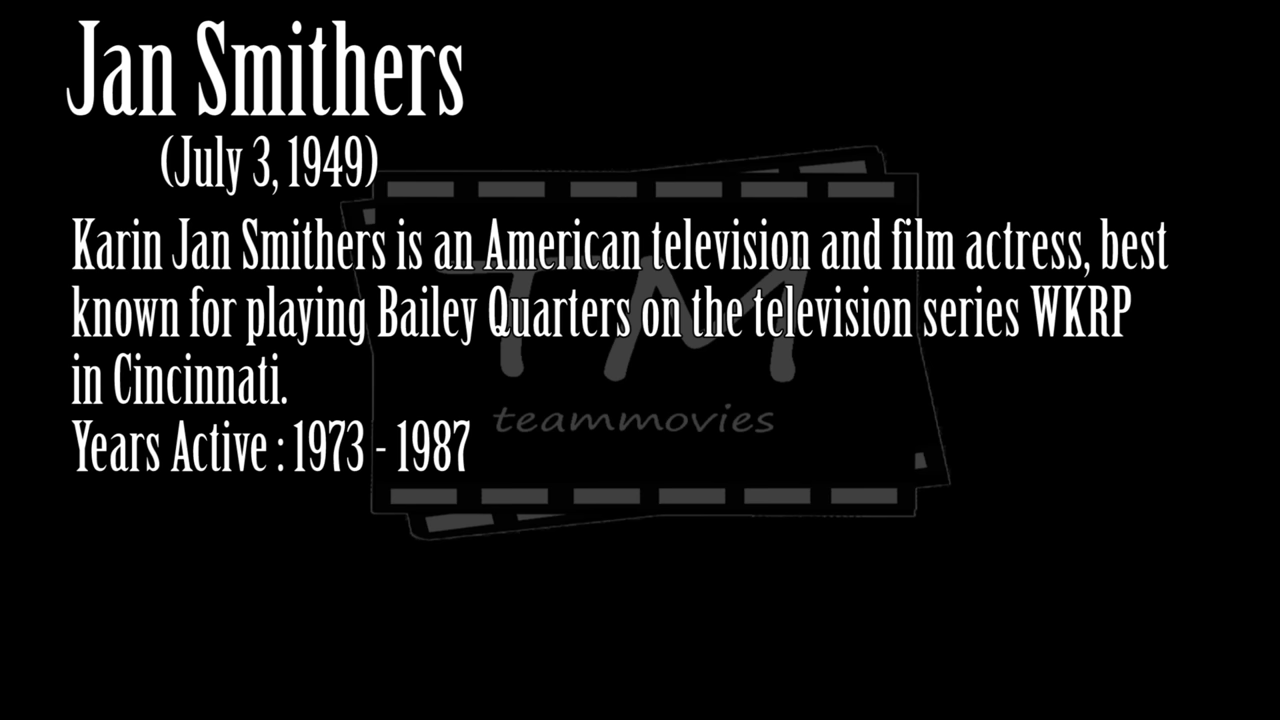 Jan Smithers
(July 3, 1949)
Karin Jan Smithers is an American television and film actress, best
known for playing Bailey Quarters on the television series WKRP
in Cincinnati.
Years Active : 1973 - 1987
TM
teammovies